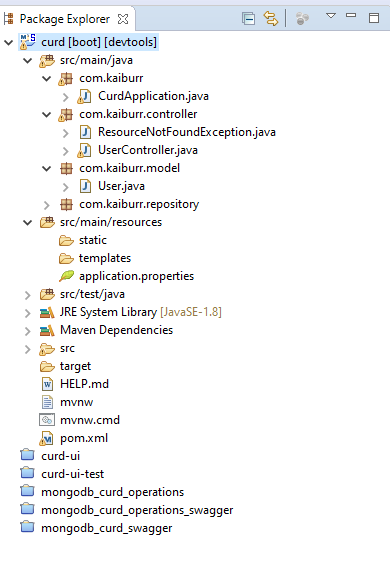 Package Explorer
curd [boot] [devtools]
src/main/java
com.kaiburr
CurdApplication.java
com.kaiburr.controller
ResourceNotFoundException.java
UserController.java
com.kaiburr.model
User.java
com.kaiburr.repository
src/main/resources
static
templates
application.properties
src/test/java
JRE System Library [JavaSE-1.8]
Maven Dependencies
src
target
HELP.md
mvnw
mvnw.cmd
pom.xml
curd-ui
curd-ui-test
mongodb_curd_operations
mongodb_curd_operations_swagger
mongodb_curd_swagger